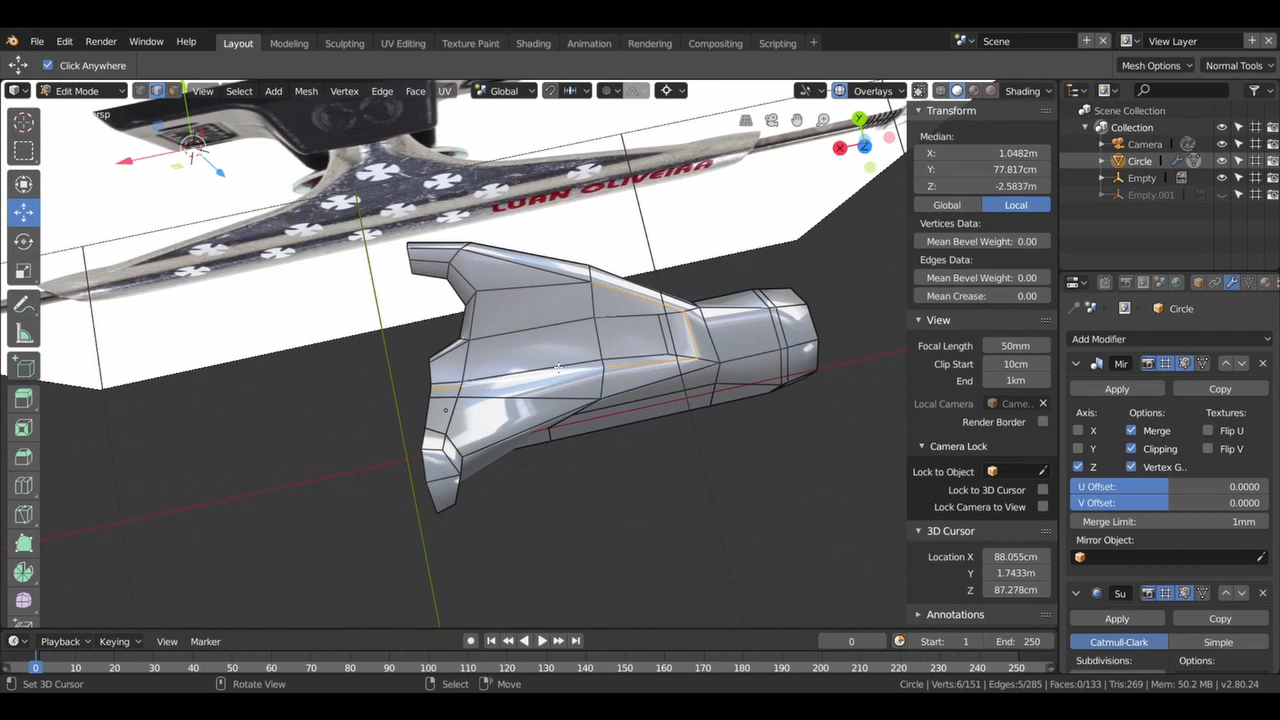 File Edit Render Window Help Layout Modeling Sculpting UV Editing Texture Paint Shading Animation Rendering Compositing Scripting Scene View Layer
Click Anywhere Mesh Options Normal Tools
Edit Mode View Select Add Mesh Vertex Edge Face UV Global Overlays Shading
sp
LUAN OLIVEIRA
Transform
Median:
X: 1.0482m
Y: 77.817cm
Z: -2.5837m
Global Local
Vertices Data:
Mean Bevel Weight: 0.00
Edges Data:
Mean Bevel Weight: 0.00
Mean Crease: 0.00
View
Focal Length 50mm
Clip Start 10cm
End 1km
Local Camera Came...
Render Border
Camera Lock
Lock to Object
Lock to 3D Cursor
Lock Camera to View
3D Cursor
Location X 88.055cm
Y 1.7433m
Z 87.278cm
Annotations
Scene Collection
Collection
Camera
Circle
Empty
Empty.001
Circle
Add Modifier
Mir
Apply Copy
Axis: Options: Textures:
X Merge Flip U
Y Clipping Flip V
Z Vertex G..
U Offset: 0.0000
V Offset: 0.0000
Merge Limit: 1mm
Mirror Object:
Su
Apply Copy
Catmull-Clark Simple
Subdivisions: Options:
Playback Keying View Marker 0 Start: 1 End: 250
0 10 20 30 40 50 60 70 80 90 100 110 120 130 140 150 160 170 180 190 200 210 220 230 240 250
Set 3D Cursor Rotate View Select Move Circle | Verts:6/151 | Edges:5/285 | Faces:0/133 | Tris:269 | Mem: 50.2 MB | v2.80.24